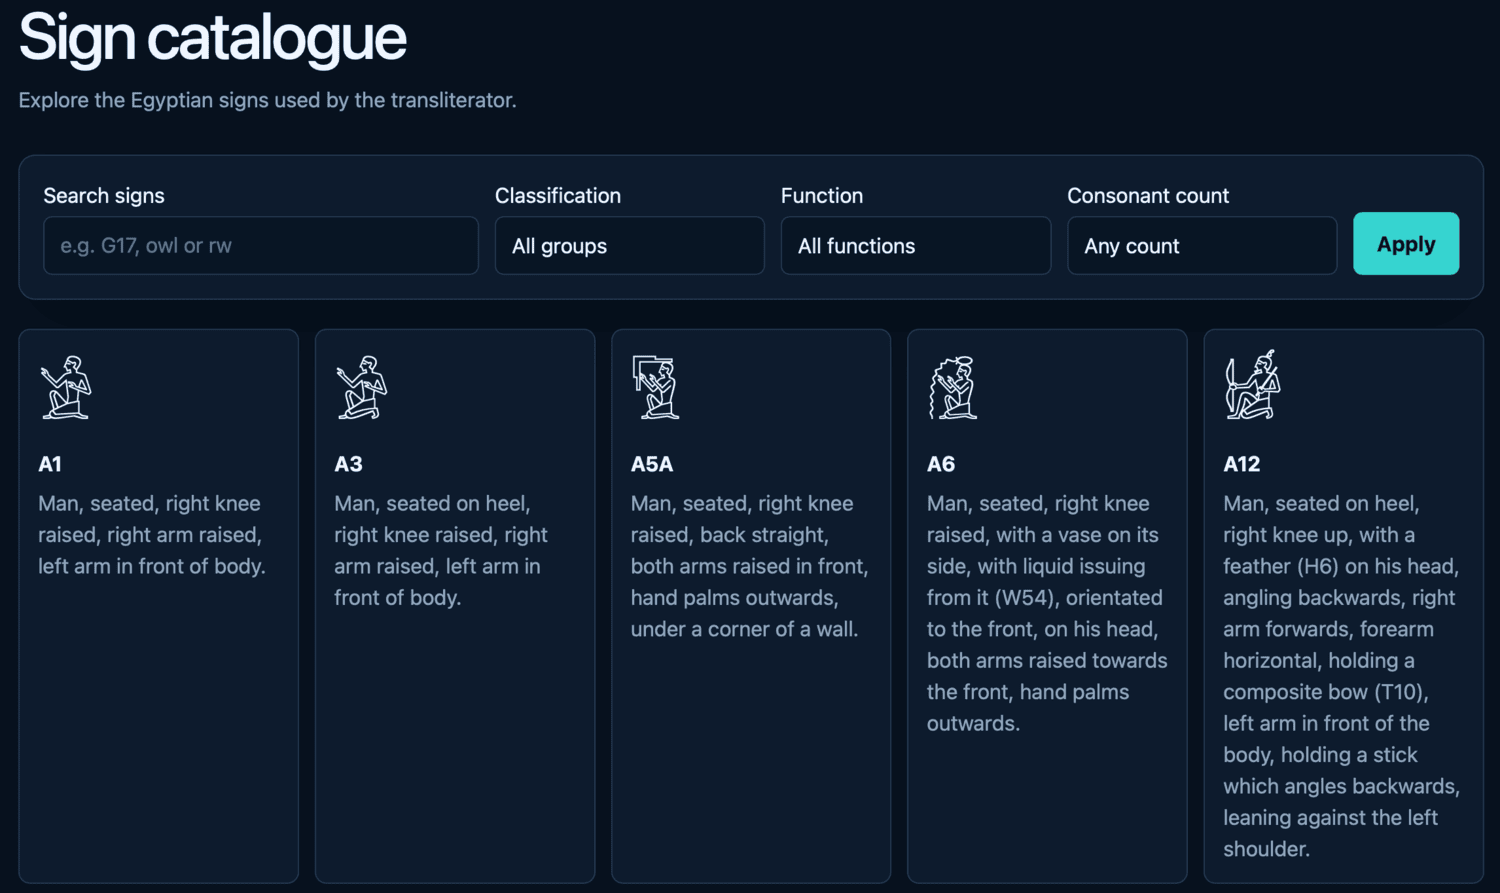 Sign catalogue
Explore the Egyptian signs used by the transliterator.
Search signs
e.g. G17, owl or rw
Classification
All groups
Function
All functions
Consonant count
Any count
Apply
A1
Man, seated, right knee
raised, right arm raised,
left arm in front of body.
A3
Man, seated on heel,
right knee raised, right
arm raised, left arm in
front of body.
A5A
Man, seated, right knee
raised, back straight,
both arms raised in front,
hand palms outwards,
under a corner of a wall.
A6
Man, seated, right knee
raised, with a vase on its
side, with liquid issuing
from it (W54), orientated
to the front, on his head,
both arms raised towards
the front, hand palms
outwards.
A12
Man, seated on heel,
right knee up, with a
feather (H6) on his head,
angling backwards, right
arm forwards, forearm
horizontal, holding a
composite bow (T10),
left arm in front of the
body, holding a stick
which angles backwards,
leaning against the left
shoulder.